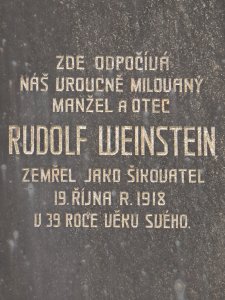 ZDE ODPOČÍVÁ
NÁŠ VROUCNĚ MILOVANÝ
MANŽEL A OTEC
RUDOLF WEINSTEIN
ZEMŘEL JAKO ŠIKOVATEL
19. ŘÍJNA R. 1918
V 39 ROCE VĚKU SVÉHO.